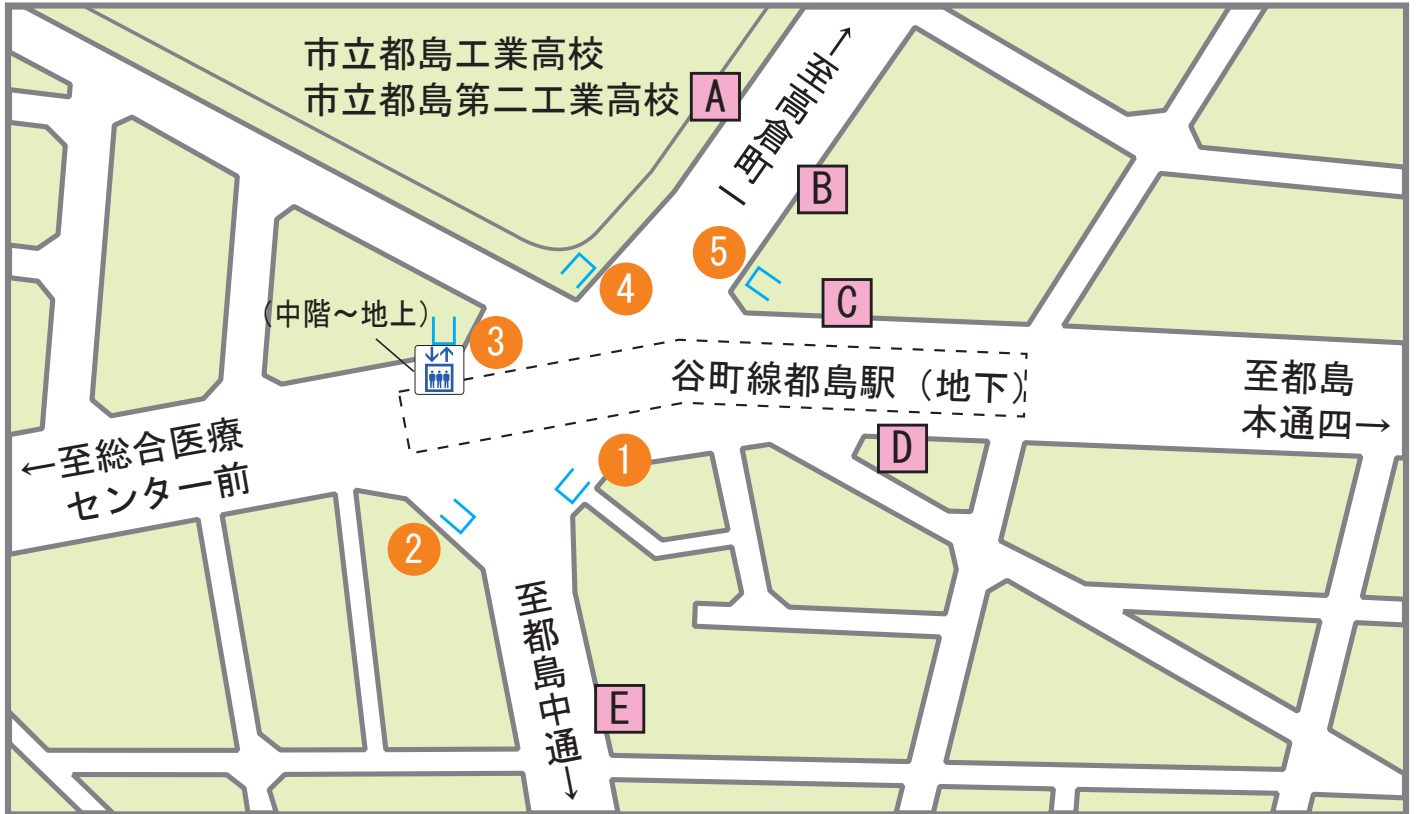 市立都島工業高校
市立都島第二工業高校
A
←至高倉町一
B
5
4
C
(中階～地上)
3
谷町線都島駅（地下）
至都島
本通四→
D
←至総合医療
センター前
1
2
至都島中通→
E